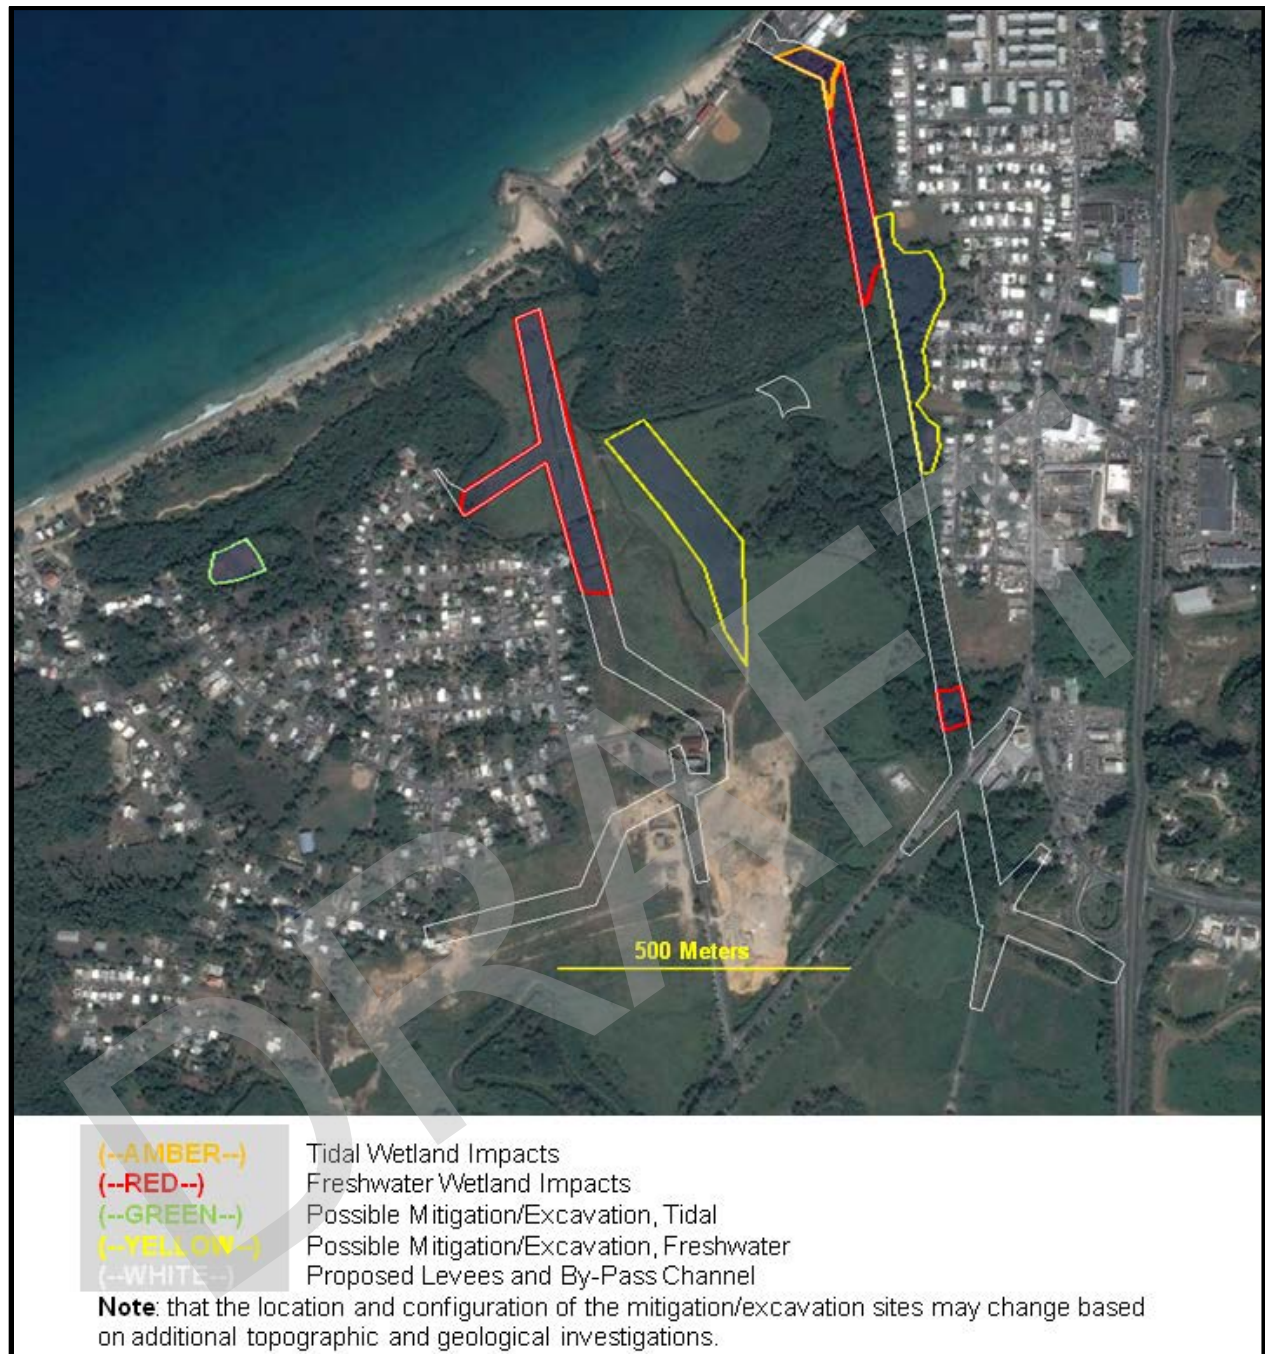 500 Meters
DRAFT
(--AMBER--) Tidal Wetland Impacts
(--RED--) Freshwater Wetland Impacts
(--GREEN--) Possible Mitigation/Excavation, Tidal
(--YELLOW--) Possible Mitigation/Excavation, Freshwater
(--WHITE--) Proposed Levees and By-Pass Channel
Note: that the location and configuration of the mitigation/excavation sites may change based
on additional topographic and geological investigations.